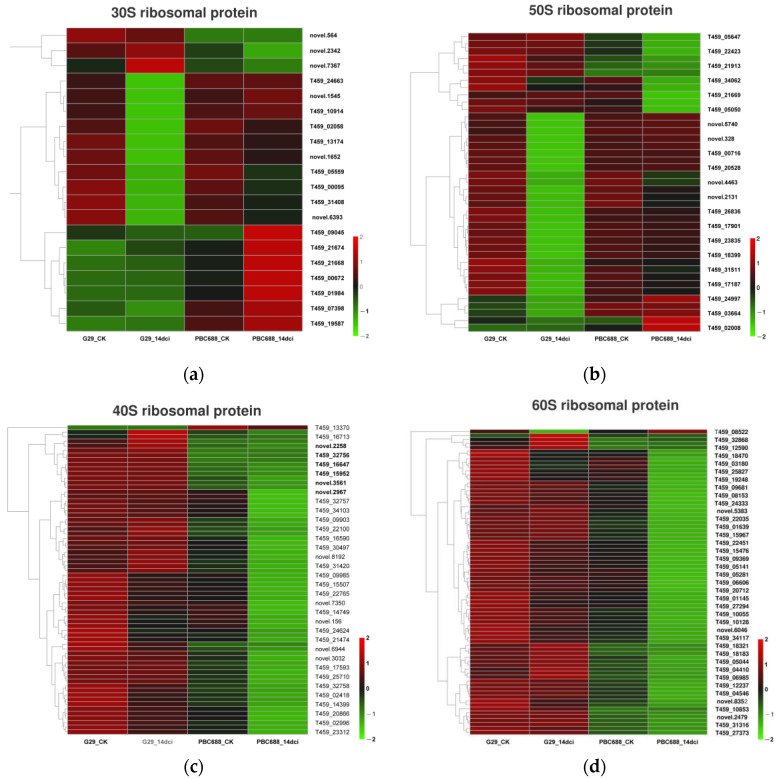 30S ribosomal protein
novel.564
novel.2342
novel.7367
T459_24663
novel.1545
T459_10914
T459_02058
T459_13174
novel.1652
T459_05559
T459_00095
T459_31408
novel.6393
T459_09045
T459_21674
T459_21668
T459_00672
T459_01984
T459_07398
T459_19587
2
1
0
−1
−2
G29_CK G29_14dci PBC688_CK PBC688_14dci
(a)
50S ribosomal protein
T459_05647
T459_22423
T459_21913
T459_34062
T459_21669
T459_05050
novel.5740
novel.328
T459_00716
T459_20528
novel.4463
novel.2131
T459_26836
T459_17901
T459_23835
T459_18399
T459_31511
T459_17187
T459_24997
T459_03664
T459_02008
2
1
0
−1
−2
G29_CK G29_14dci PBC688_CK PBC688_14dci
(b)
40S ribosomal protein
T459_13370
T459_16713
novel.2258
T459_32756
T459_16647
T459_15952
novel.3561
novel.2967
T459_32757
T459_34103
T459_09903
T459_22100
T459_16590
T459_30497
novel.8192
T459_31420
T459_09985
T459_15507
T459_22765
novel.7350
T459_14749
novel.156
T459_24624
T459_21474
novel.6944
novel.3032
T459_17593
T459_25710
T459_32758
T459_02418
T459_14399
T459_20866
T459_02996
T459_23312
2
1
0
−1
−2
G29_CK G29_14dci PBC688_CK PBC688_14dci
(c)
60S ribosomal protein
T459_08522
T459_32868
T459_12590
T459_18470
T459_03180
T459_25827
T459_19248
T459_09681
T459_08153
T459_24333
novel.5383
T459_22035
T459_01639
T459_15967
T459_22451
T459_15476
T459_09369
T459_05141
T459_05281
T459_06606
T459_20712
T459_01145
T459_27294
T459_10055
T459_10128
novel.6046
T459_34117
T459_18321
T459_18183
T459_05044
T459_04410
T459_06985
T459_12237
T459_04546
novel.8352
T459_10853
novel.2479
T459_31316
T459_27373
2
1
0
−1
−2
G29_CK G29_14dci PBC688_CK PBC688_14dci
(d)